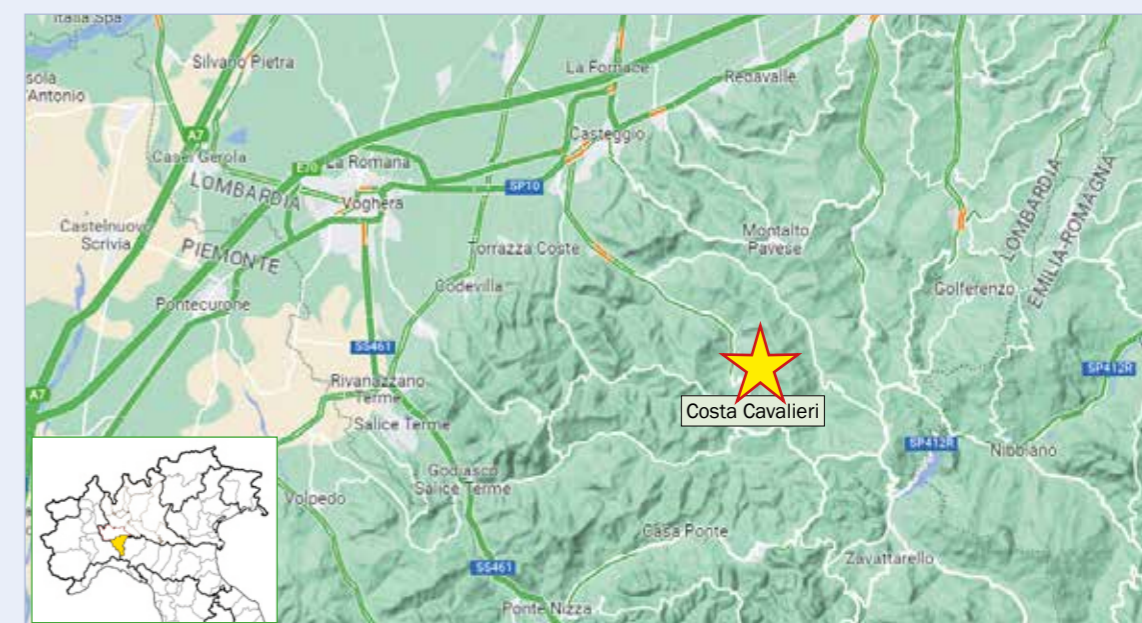 Italia Spa
Silvano Pietra
La Fornace
Redavalle
sola
'Antonio
A7
Casteggio
Casei Gerola
E70
La Romana
LOMBARDIA
SP10
Voghera
Castelnuovo
Scrivia
PIEMONTE
Torrazza Coste
Montalto
Pavese
LOMBARDIA
EMILIA-ROMAGNA
Codevilla
Golferenzo
Pontecurone
SS461
SP412R
A7
Rivanazzano
Terme
Costa Cavalieri
Salice Terme
SP412R
Nibbiano
Godiasco
Salice Terme
Volpedo
Casa Ponte
Zavattarello
SS461
Ponte Nizza